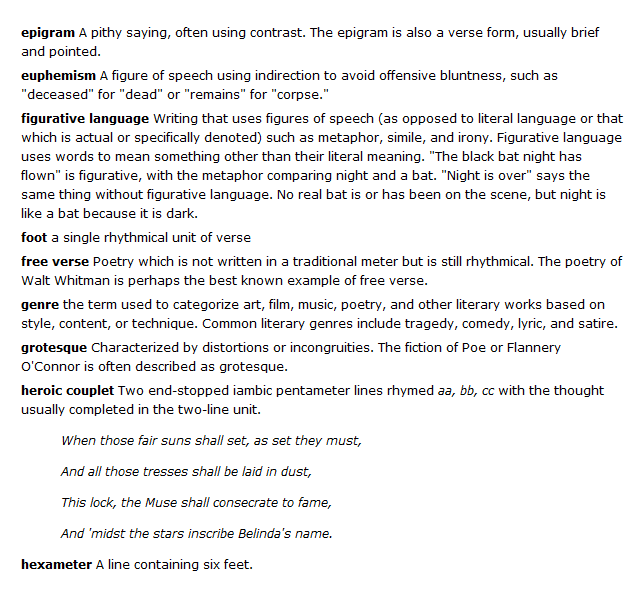 epigram A pithy saying, often using contrast. The epigram is also a verse form, usually brief
and pointed.
euphemism A figure of speech using indirection to avoid offensive bluntness, such as
"deceased" for "dead" or "remains" for "corpse."
figurative language Writing that uses figures of speech (as opposed to literal language or that
which is actual or specifically denoted) such as metaphor, simile, and irony. Figurative language
uses words to mean something other than their literal meaning. "The black bat night has
flown" is figurative, with the metaphor comparing night and a bat. "Night is over" says the
same thing without figurative language. No real bat is or has been on the scene, but night is
like a bat because it is dark.
foot a single rhythmical unit of verse
free verse Poetry which is not written in a traditional meter but is still rhythmical. The poetry of
Walt Whitman is perhaps the best known example of free verse.
genre the term used to categorize art, film, music, poetry, and other literary works based on
style, content, or technique. Common literary genres include tragedy, comedy, lyric, and satire.
grotesque Characterized by distortions or incongruities. The fiction of Poe or Flannery
O'Connor is often described as grotesque.
heroic couplet Two end-stopped iambic pentameter lines rhymed aa, bb, cc with the thought
usually completed in the two-line unit.
When those fair suns shall set, as set they must,
And all those tresses shall be laid in dust,
This lock, the Muse shall consecrate to fame,
And 'midst the stars inscribe Belinda's name.
hexameter A line containing six feet.